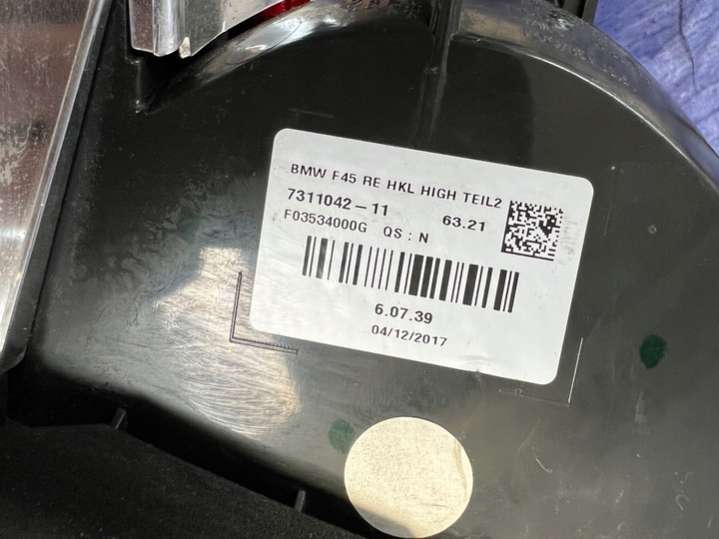 BMW F45 RE HKL HIGH TEIL2
7311042-11 63.21
F03534000G QS : N
6.07.39
04/12/2017